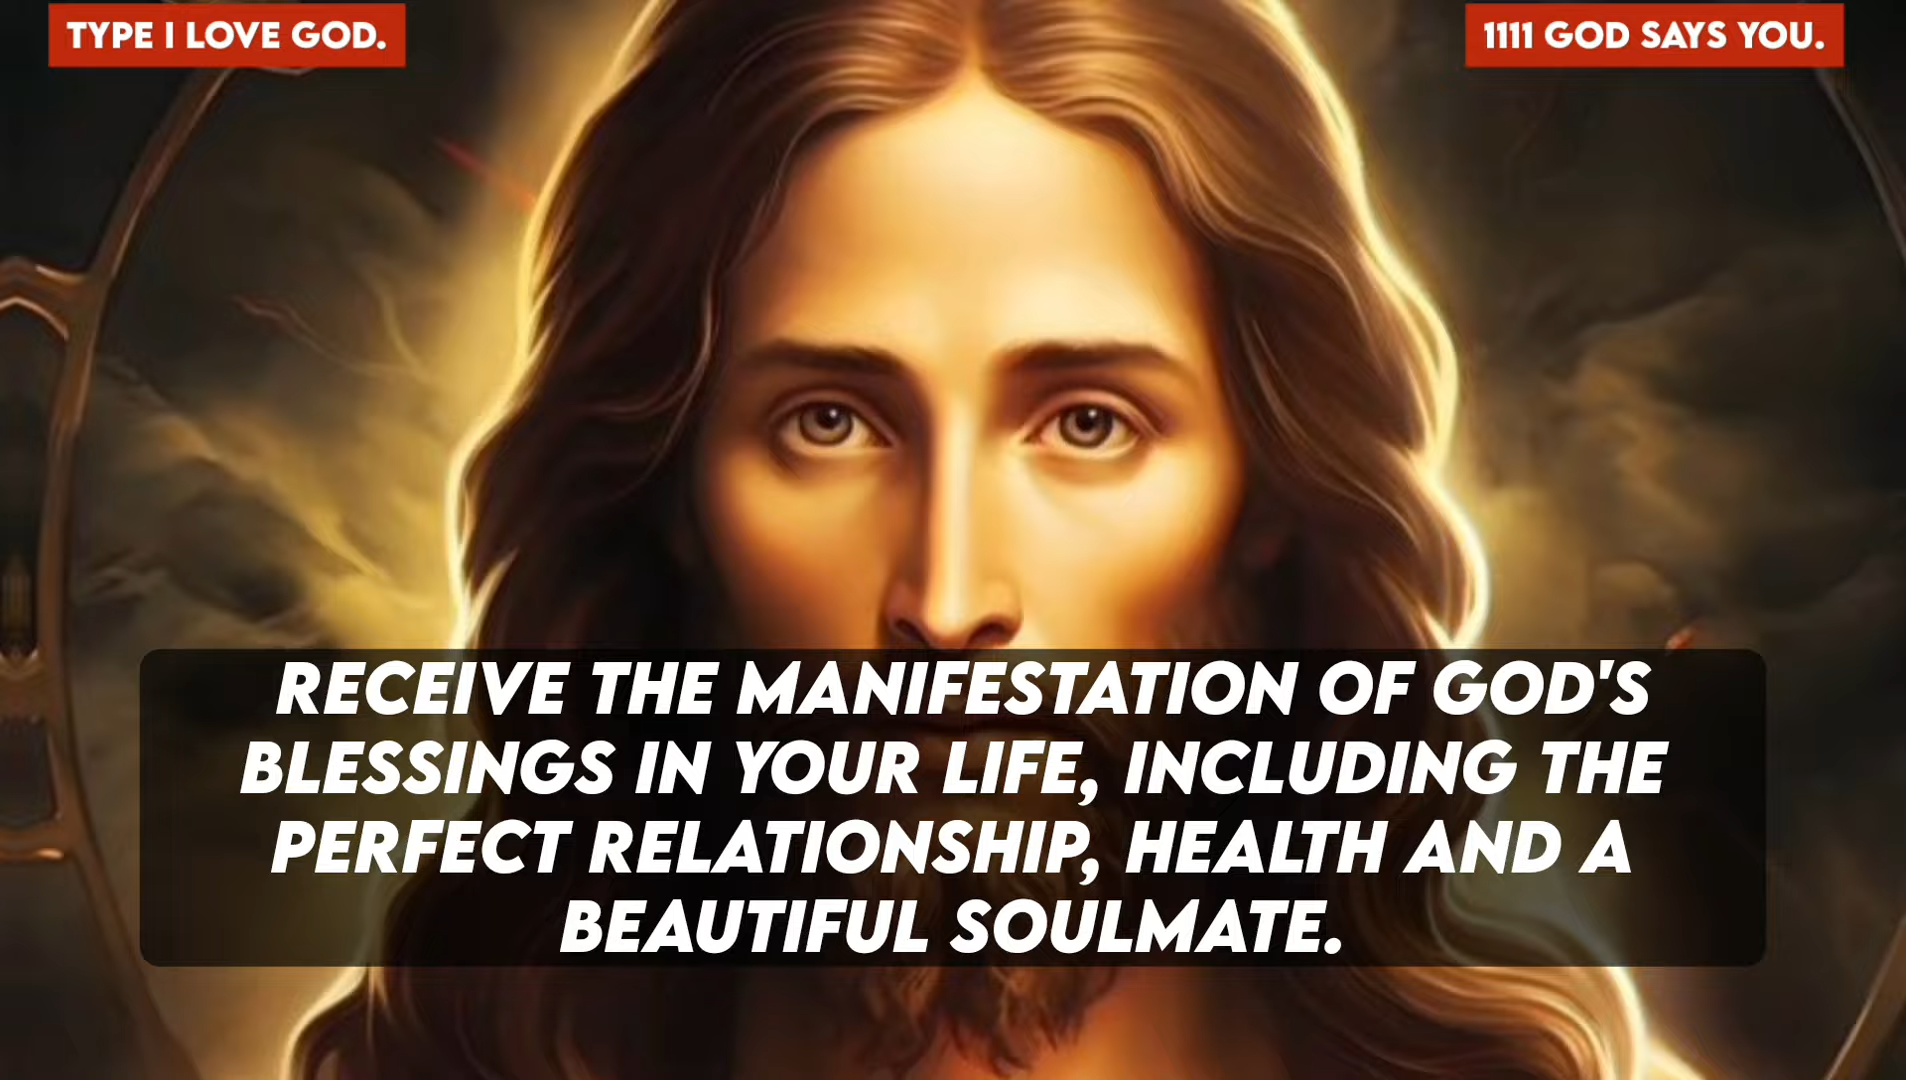 TYPE I LOVE GOD.
1111 GOD SAYS YOU.
RECEIVE THE MANIFESTATION OF GOD'S
BLESSINGS IN YOUR LIFE, INCLUDING THE
PERFECT RELATIONSHIP, HEALTH AND A
BEAUTIFUL SOULMATE.